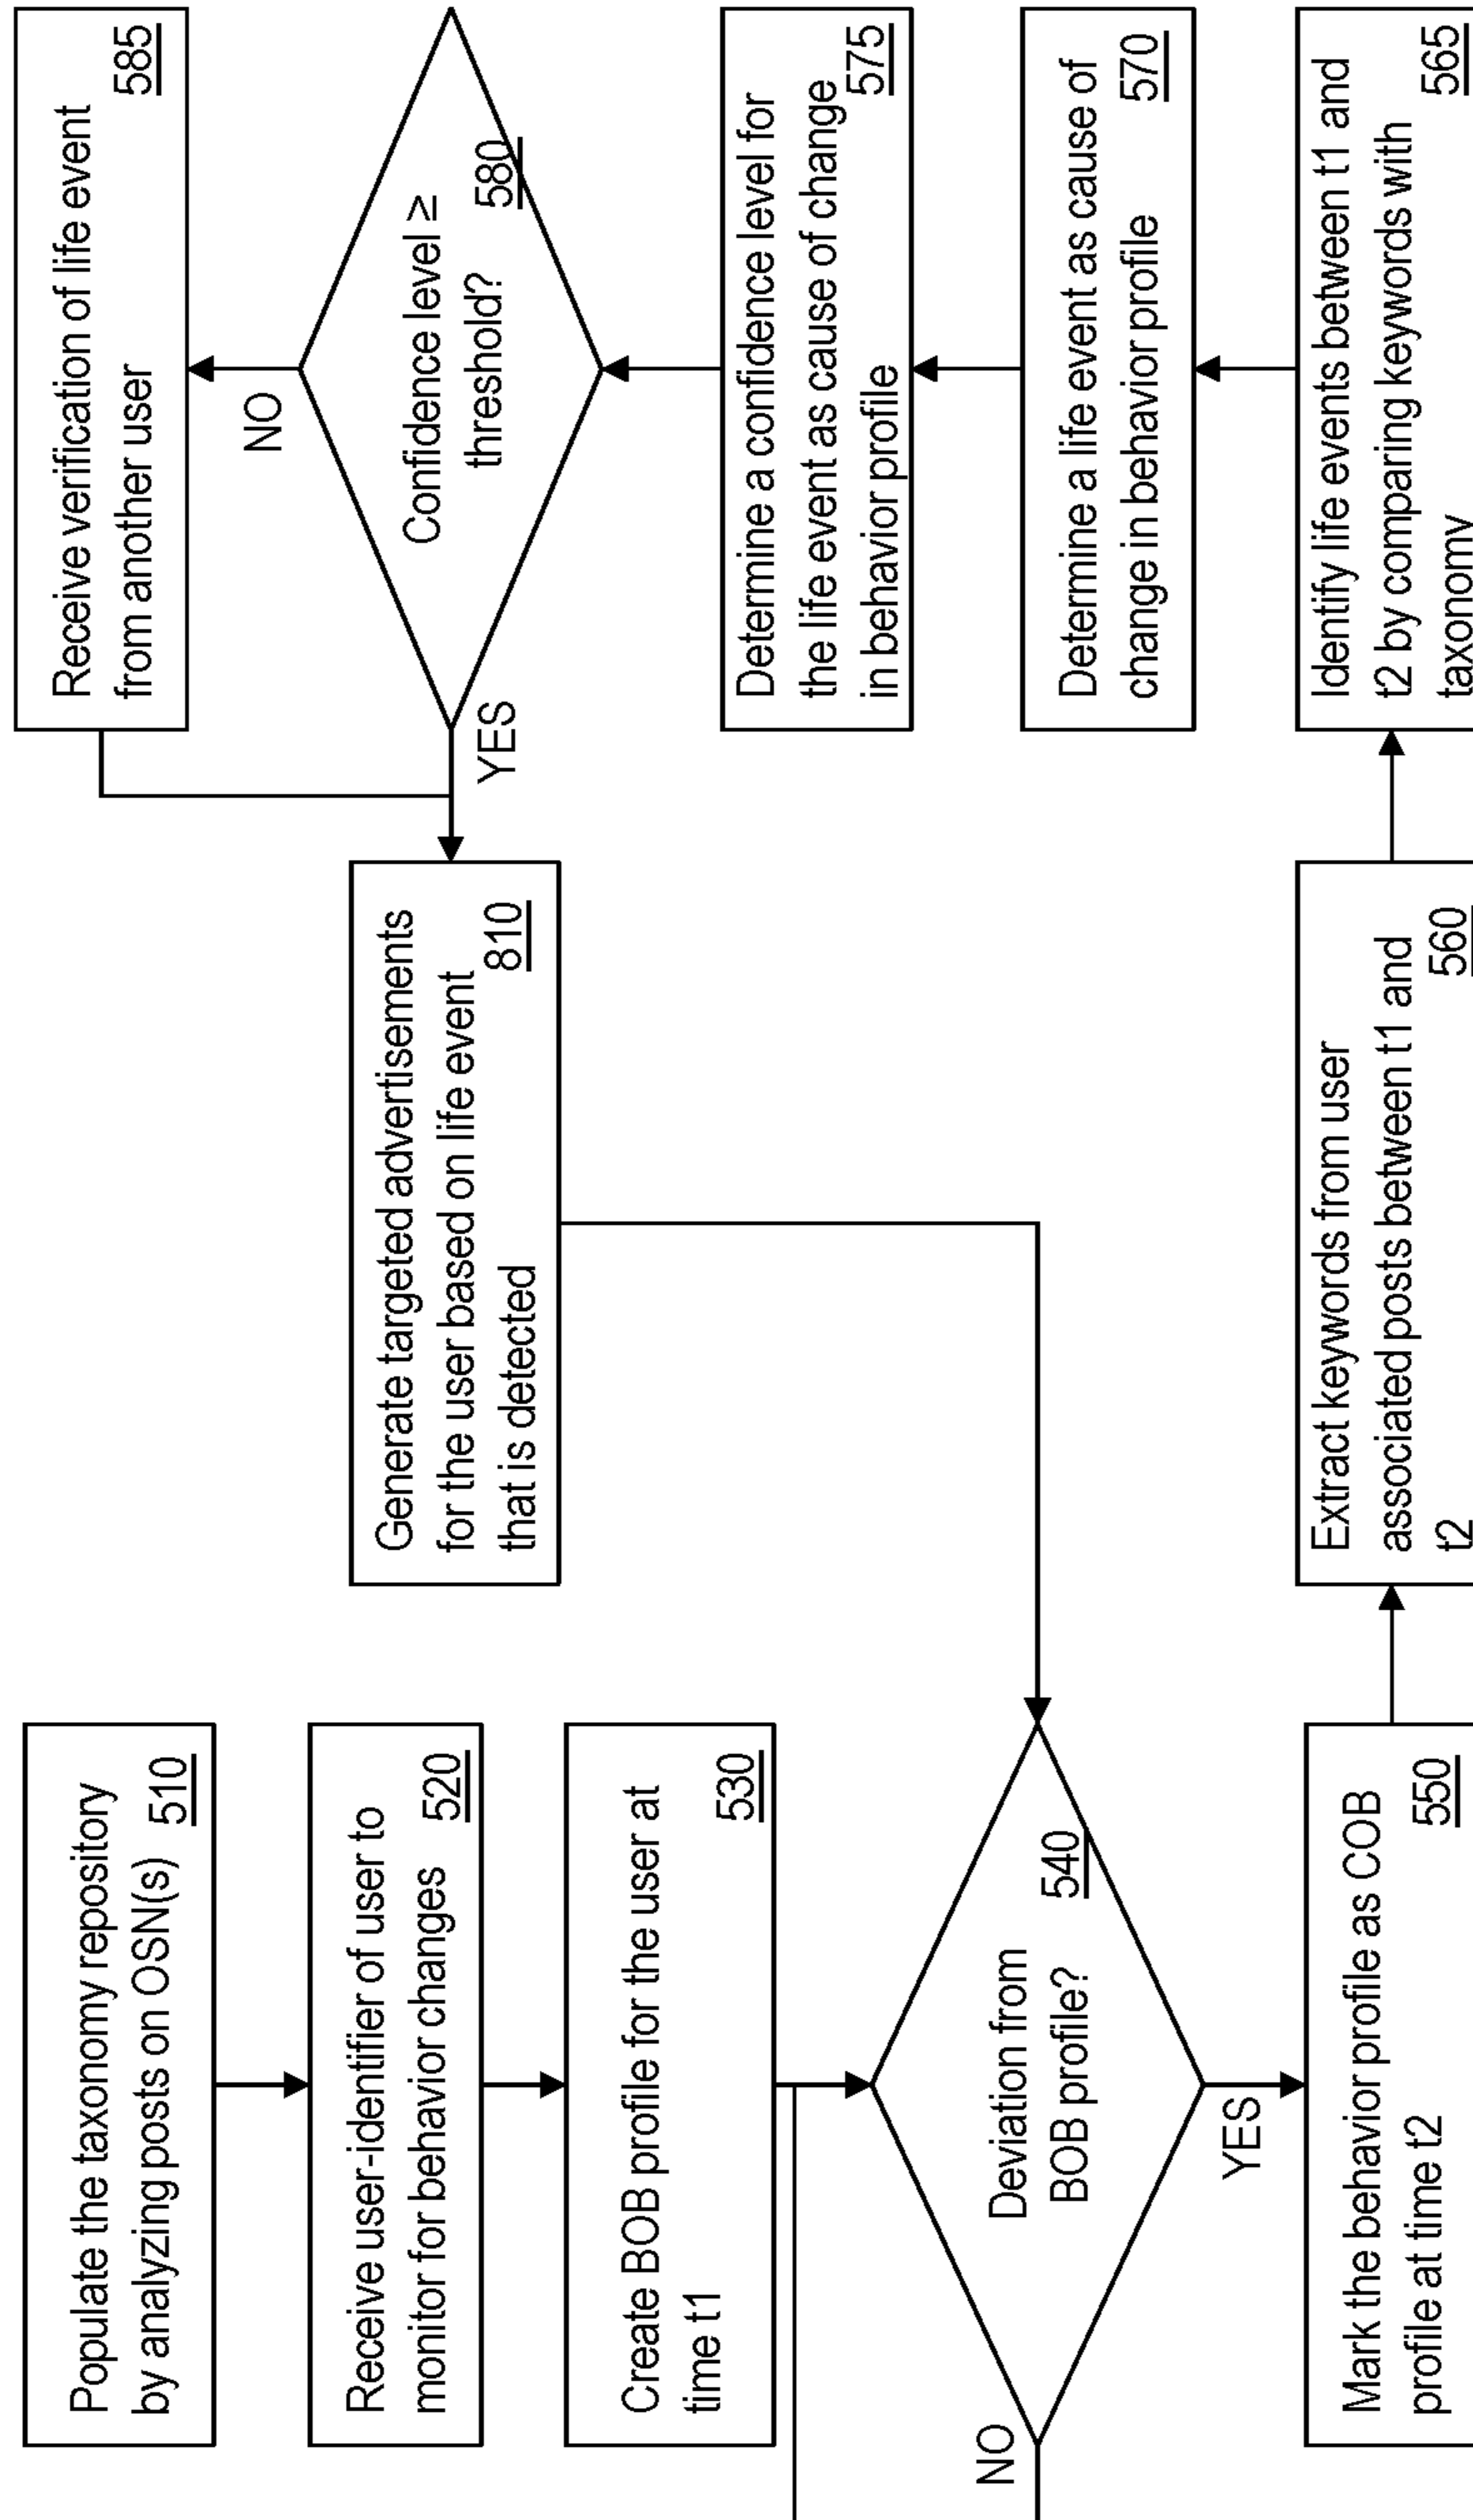 Populate the taxonomy repository
by analyzing posts on OSN(s) 510
Receive user-identifier of user to
monitor for behavior changes 520
Create BOB profile for the user at
time t1 530
Deviation from
BOB profile? 540
NO
YES
Mark the behavior profile as COB
profile at time t2 550
Extract keywords from user
associated posts between t1 and
t2 560
Identify life events between t1 and
t2 by comparing keywords with
taxonomy 565
Determine a life event as cause of
change in behavior profile 570
Determine a confidence level for
the life event as cause of change
in behavior profile 575
Confidence level ≥
threshold? 580
NO
YES
Receive verification of life event
from another user 585
Generate targeted advertisements
for the user based on life event
that is detected 810